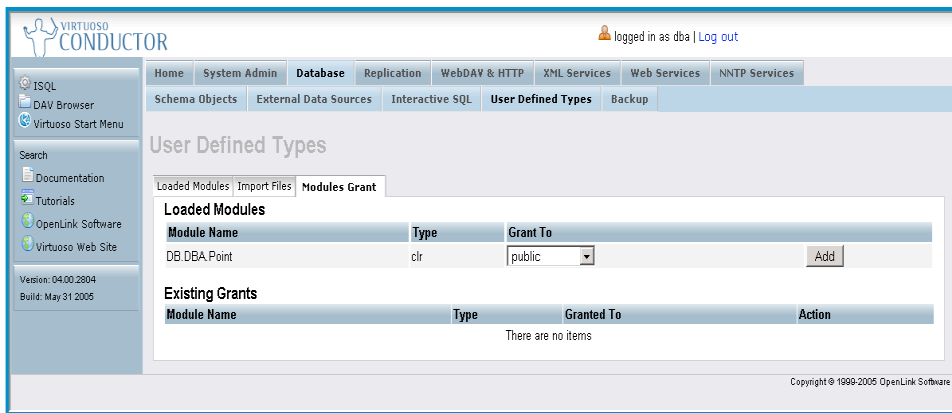 VIRTUOSO
CONDUCTOR
logged in as dba | Log out
ISQL
DAV Browser
Virtuoso Start Menu
Search
Documentation
Tutorials
OpenLink Software
Virtuoso Web Site
Version: 04.00.2804
Build: May 31 2005
Home System Admin Database Replication WebDAV & HTTP XML Services Web Services NNTP Services
Schema Objects External Data Sources Interactive SQL User Defined Types Backup
User Defined Types
Loaded Modules Import Files Modules Grant
Loaded Modules
Module Name Type Grant To
DB.DBA.Point clr public Add
Existing Grants
Module Name Type Granted To Action
There are no items
Copyright © 1999-2005 OpenLink Software